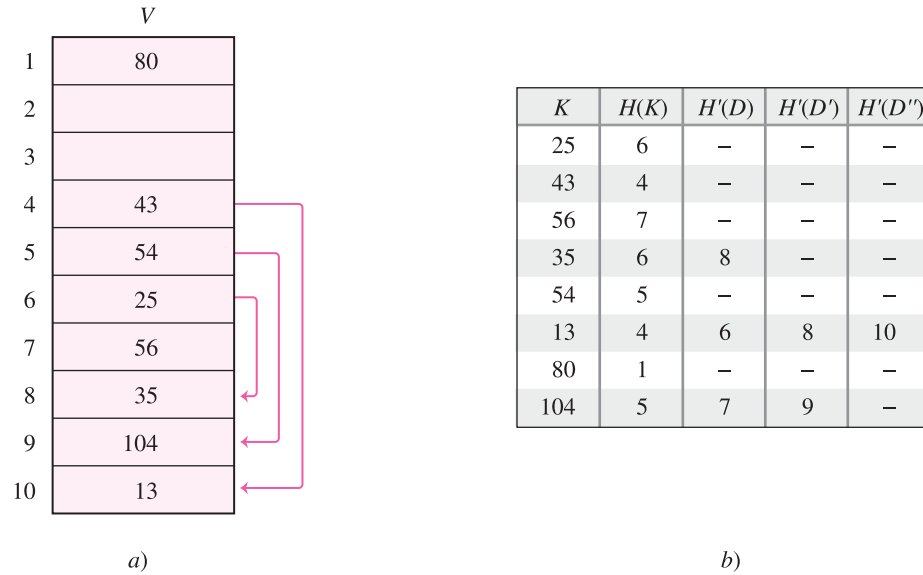 V
1 80
2
3
4 43
5 54
6 25
7 56
8 35
9 104
10 13
a)
K H(K) H'(D) H'(D') H'(D'')
25 6 – – –
43 4 – – –
56 7 – – –
35 6 8 – –
54 5 – – –
13 4 6 8 10
80 1 – – –
104 5 7 9 –
b)